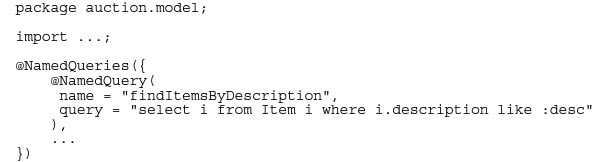 package auction.model;
import ...;
@NamedQueries({
@NamedQuery(
name = "findItemsByDescription",
query = "select i from Item i where i.description like :desc"
),
...
})